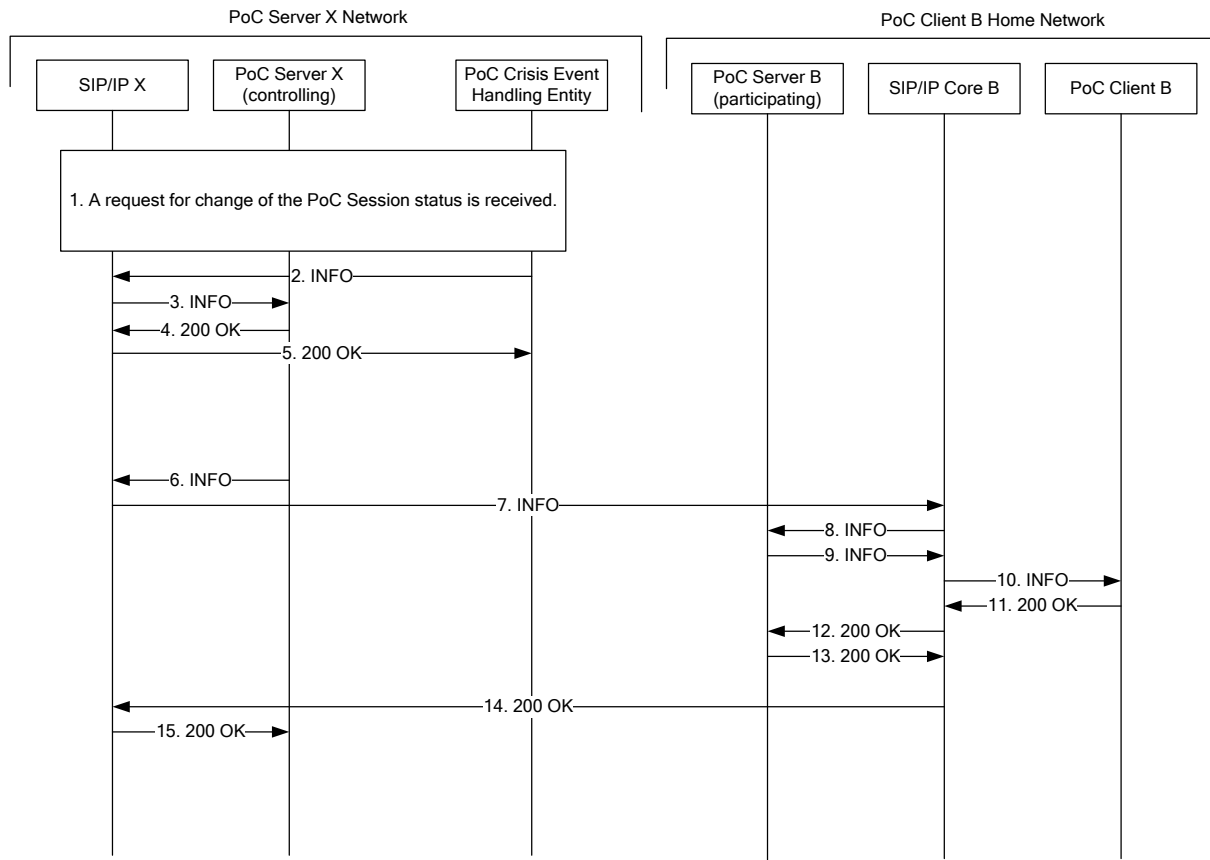 PoC Server X Network
PoC Client B Home Network
SIP/IP X
PoC Server X
(controlling)
PoC Crisis Event
Handling Entity
PoC Server B
(participating)
SIP/IP Core B
PoC Client B
1. A request for change of the PoC Session status is received.
2. INFO
3. INFO
4. 200 OK
5. 200 OK
6. INFO
7. INFO
8. INFO
9. INFO
10. INFO
11. 200 OK
12. 200 OK
13. 200 OK
14. 200 OK
15. 200 OK